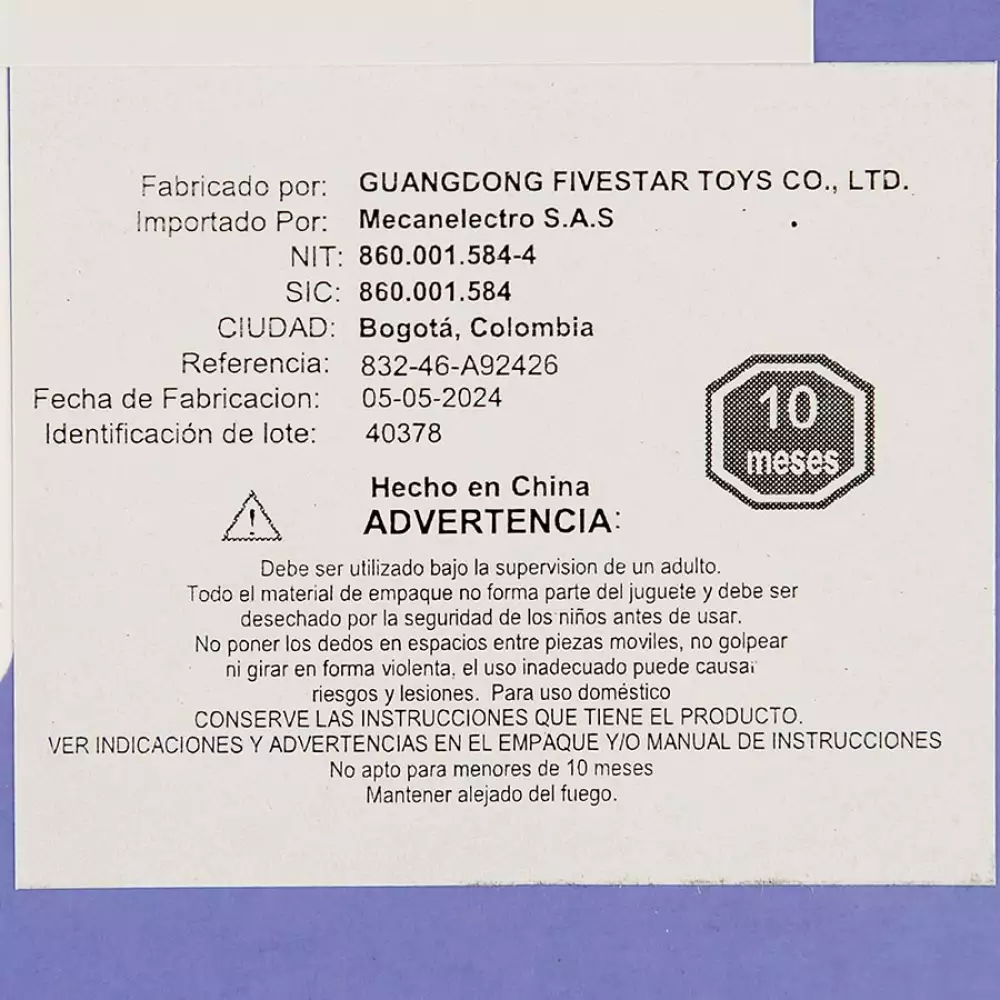 Fabricado por: GUANGDONG FIVESTAR TOYS CO., LTD.
Importado Por: Mecanelectro S.A.S
NIT: 860.001.584-4
SIC: 860.001.584
CIUDAD: Bogotá, Colombia
Referencia: 832-46-A92426
Fecha de Fabricacion: 05-05-2024
Identificación de lote: 40378
10
meses
Hecho en China
ADVERTENCIA:
Debe ser utilizado bajo la supervision de un adulto.
Todo el material de empaque no forma parte del juguete y debe ser
desechado por la seguridad de los niños antes de usar.
No poner los dedos en espacios entre piezas moviles, no golpear
ni girar en forma violenta, el uso inadecuado puede causar
riesgos y lesiones. Para uso doméstico
CONSERVE LAS INSTRUCCIONES QUE TIENE EL PRODUCTO.
VER INDICACIONES Y ADVERTENCIAS EN EL EMPAQUE Y/O MANUAL DE INSTRUCCIONES
No apto para menores de 10 meses
Mantener alejado del fuego.